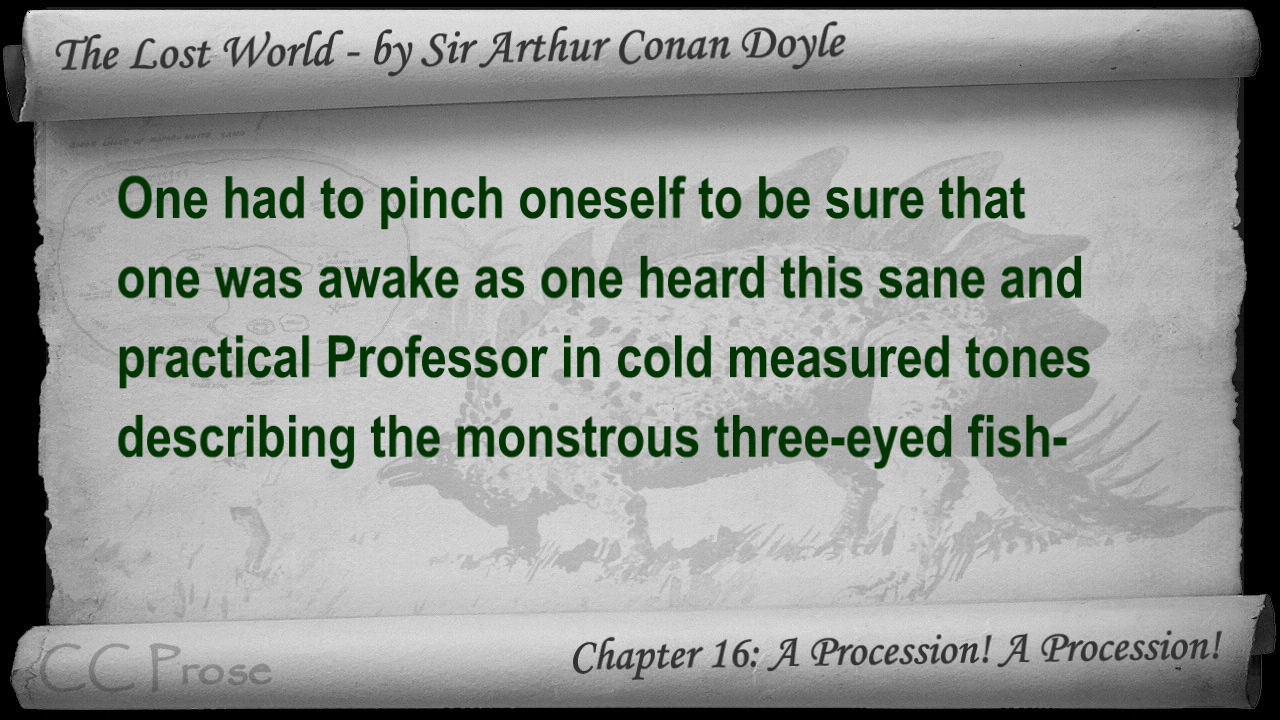 The Lost World - by Sir Arthur Conan Doyle
One had to pinch oneself to be sure that
one was awake as one heard this sane and
practical Professor in cold measured tones
describing the monstrous three-eyed fish-
CC Prose
Chapter 16: A Procession! A Procession!